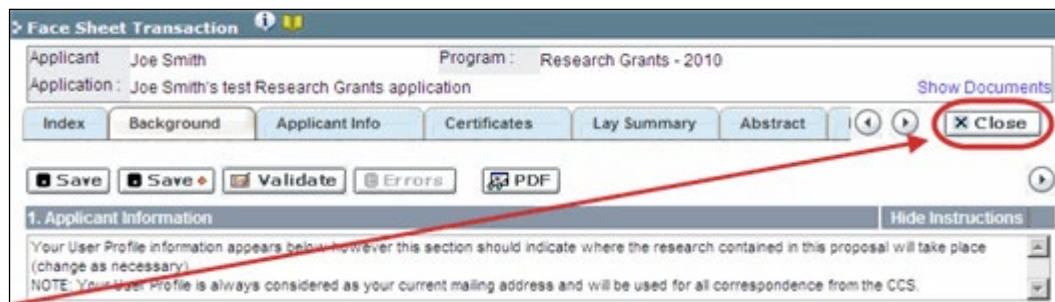 Face Sheet Transaction
Applicant Joe Smith Program : Research Grants - 2010
Application : Joe Smith's test Research Grants application Show Documents
Index Background Applicant Info Certificates Lay Summary Abstract Close
Save Save Validate Errors PDF
1. Applicant Information Hide Instructions
Your User Profile information appears below however this section should indicate where the research contained in this proposal will take place
(change as necessary)
NOTE: Your User Profile is always considered as your current mailing address and will be used for all correspondence from the CCS.